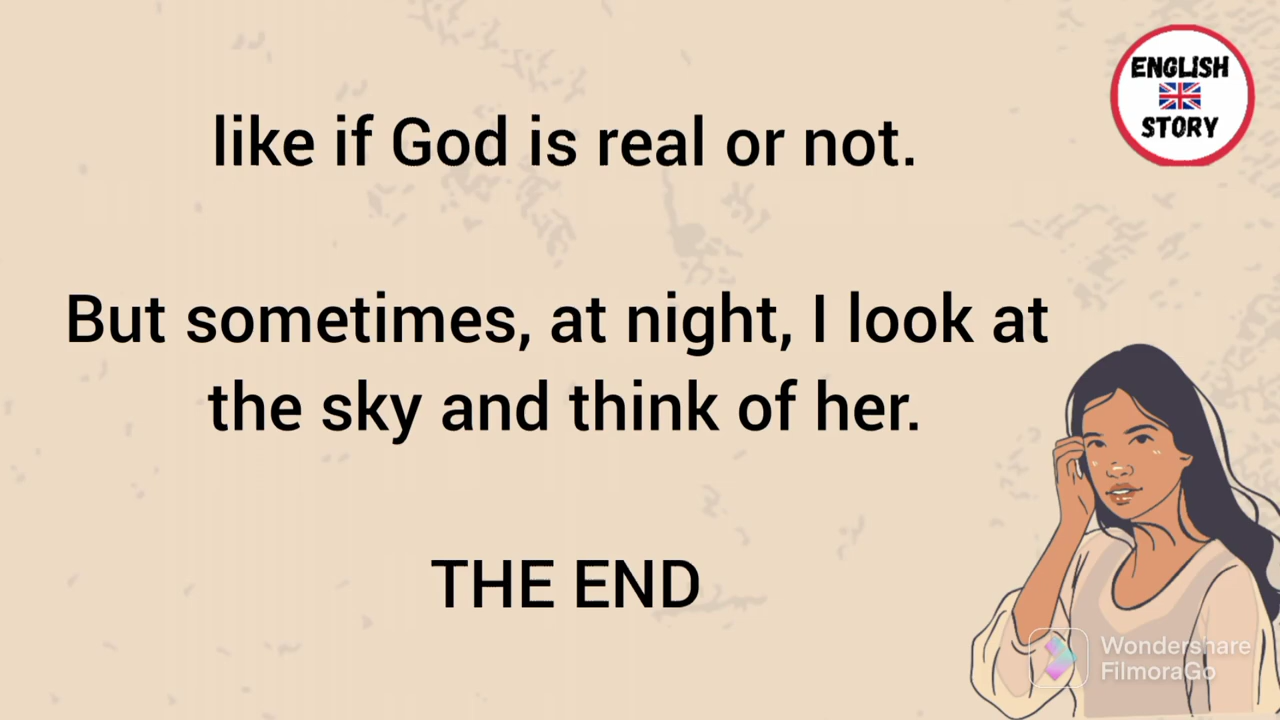 ENGLISH
STORY
like if God is real or not.
But sometimes, at night, I look at
the sky and think of her.
THE END
Wondershare
FilmoraGo